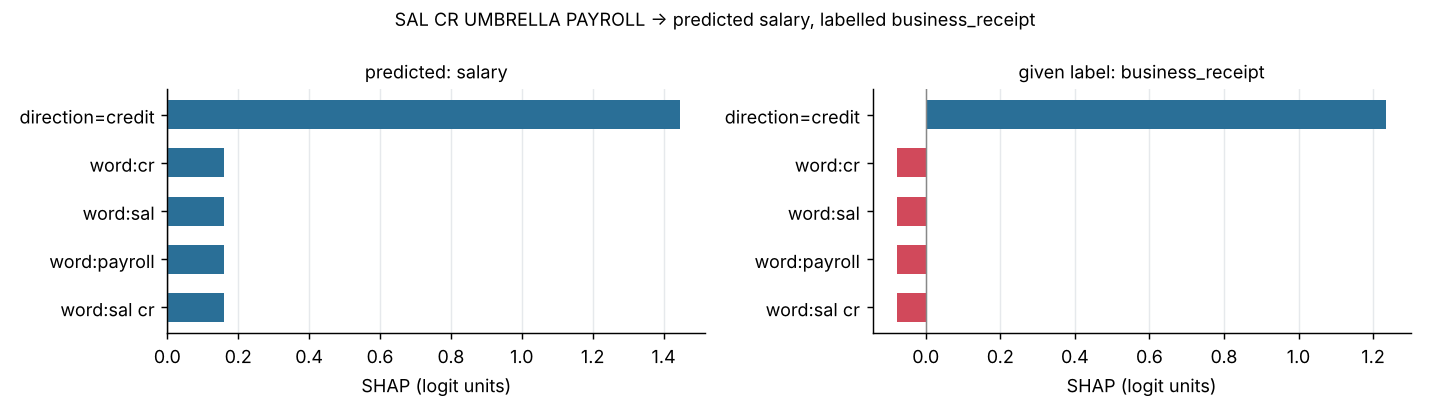 SAL CR UMBRELLA PAYROLL → predicted salary, labelled business_receipt
predicted: salary
direction=credit
word:cr
word:sal
word:payroll
word:sal cr
0.0 0.2 0.4 0.6 0.8 1.0 1.2 1.4
SHAP (logit units)
given label: business_receipt
direction=credit
word:cr
word:sal
word:payroll
word:sal cr
0.0 0.2 0.4 0.6 0.8 1.0 1.2
SHAP (logit units)